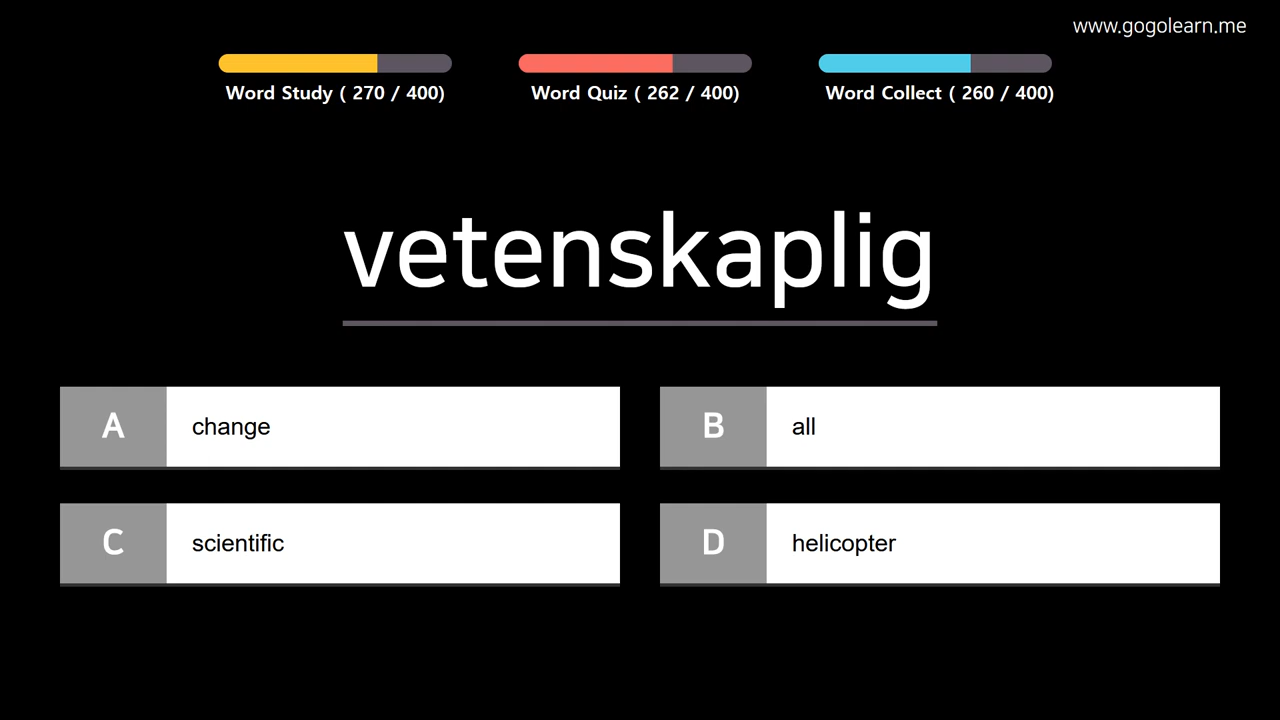 www.gogolearn.me
Word Study ( 270 / 400)
Word Quiz ( 262 / 400)
Word Collect ( 260 / 400)
vetenskaplig
A change
B all
C scientific
D helicopter